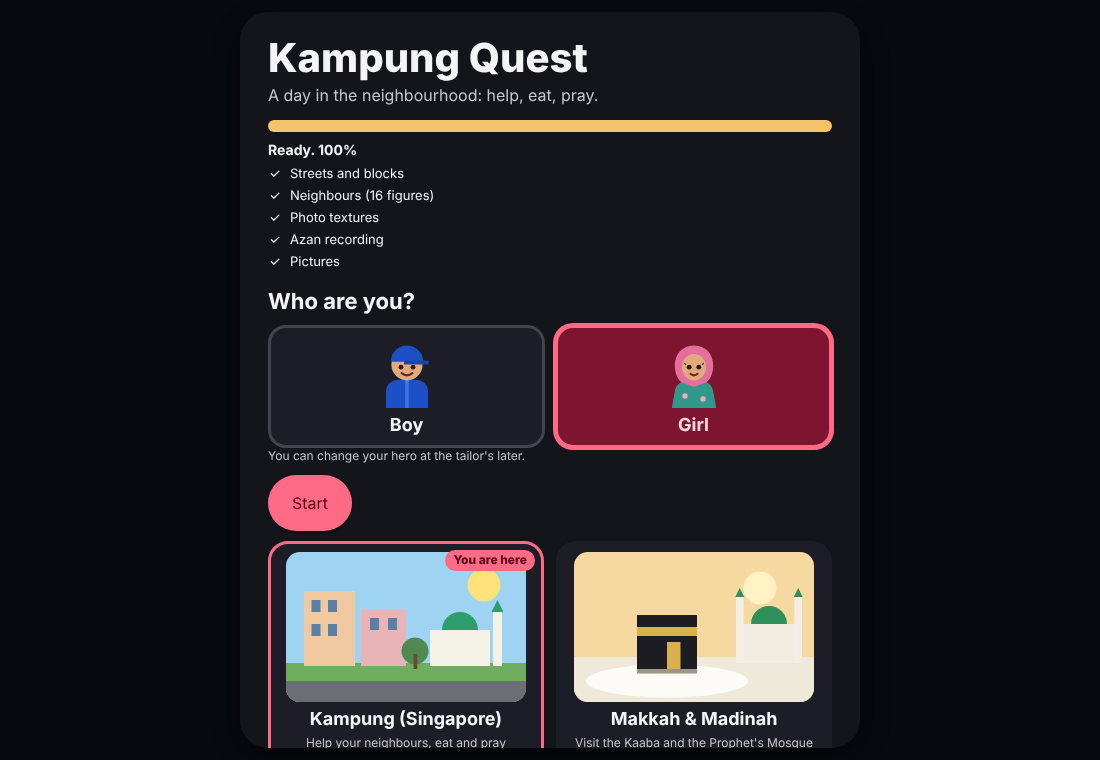 Kampung Quest
A day in the neighbourhood: help, eat, pray.
Ready. 100%
Streets and blocks
Neighbours (16 figures)
Photo textures
Azan recording
Pictures
Who are you?
Boy
Girl
You can change your hero at the tailor's later.
Start
You are here
Kampung (Singapore)
Makkah & Madinah
Help your neighbours, eat and pray
Visit the Kaaba and the Prophet's Mosque